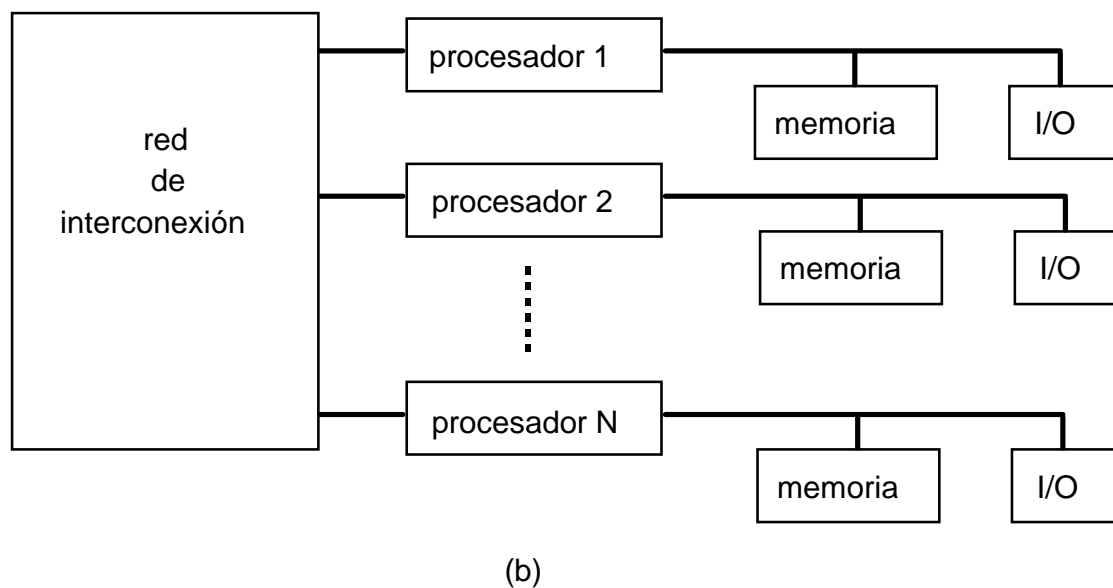 red
de
interconexión
procesador 1
memoria
I/O
procesador 2
memoria
I/O
procesador N
memoria
I/O
(b)